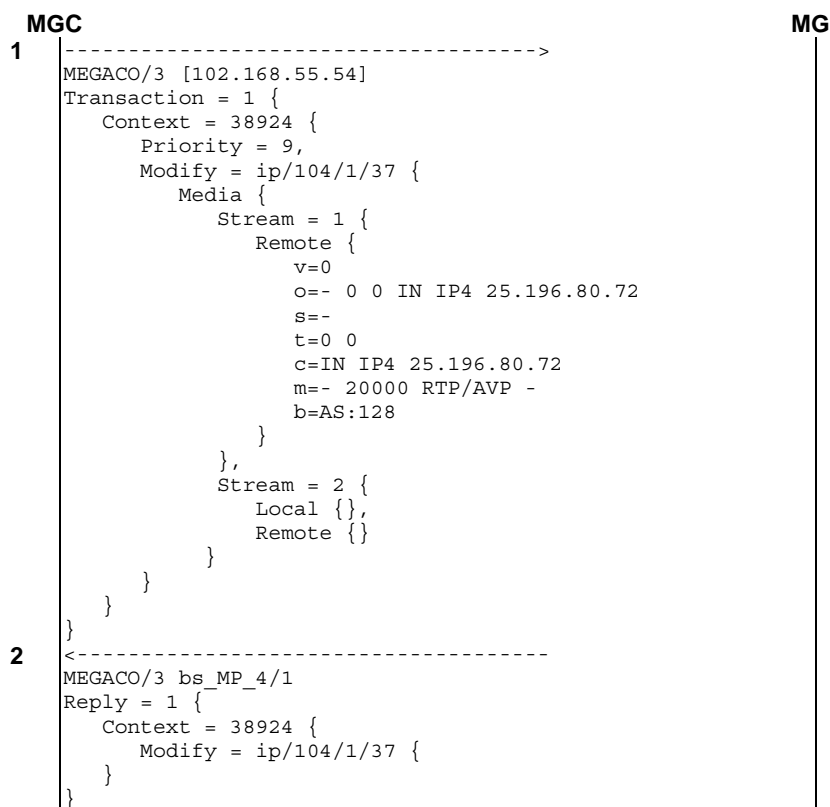 MGC MG
1 ------------------------------------->
MEGACO/3 [102.168.55.54]
Transaction = 1 {
   Context = 38924 {
      Priority = 9,
      Modify = ip/104/1/37 {
         Media {
            Stream = 1 {
               Remote {
                  v=0
                  o=- 0 0 IN IP4 25.196.80.72
                  s=-
                  t=0 0
                  c=IN IP4 25.196.80.72
                  m=- 20000 RTP/AVP -
                  b=AS:128
               }
            },
            Stream = 2 {
               Local {},
               Remote {}
            }
      }
   }
}
2 <-------------------------------------
MEGACO/3 bs_MP_4/1
Reply = 1 {
   Context = 38924 {
      Modify = ip/104/1/37 {
   }
}